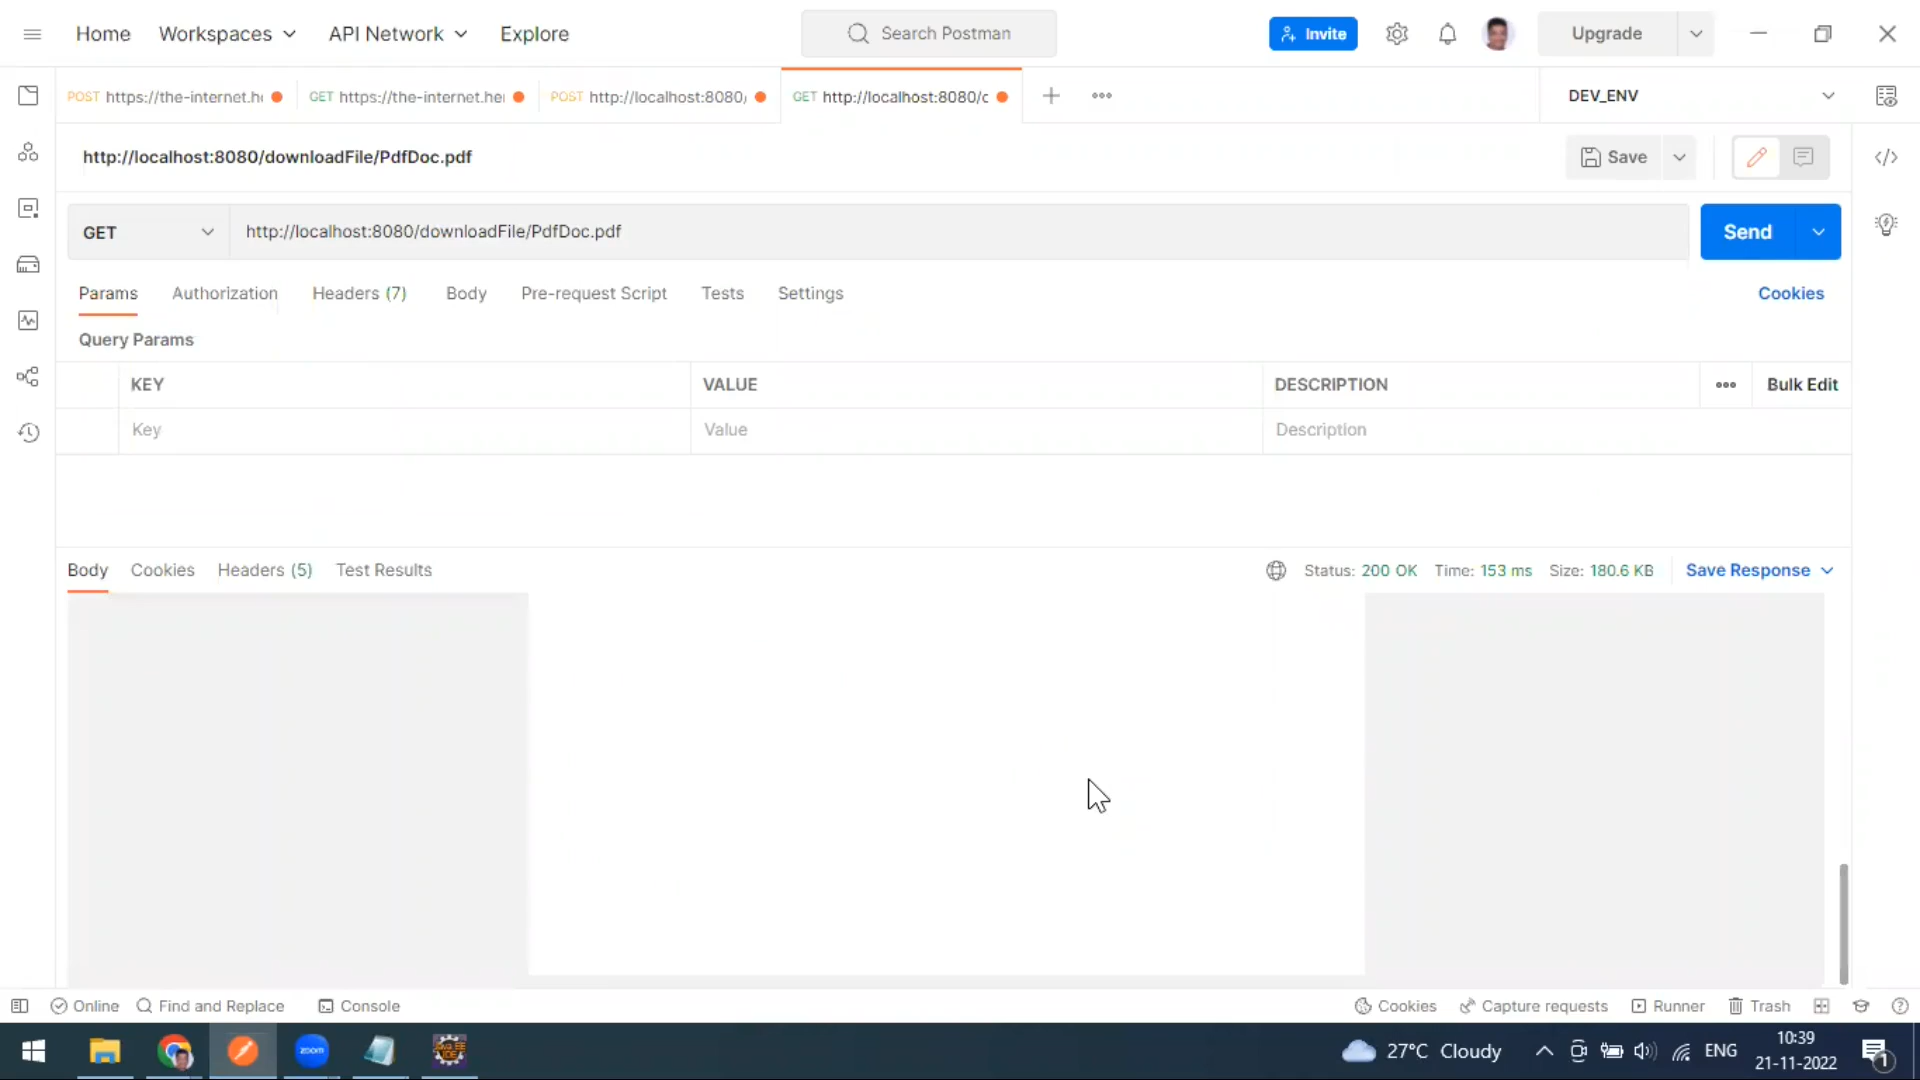 Home Workspaces API Network Explore Search Postman Invite Upgrade
POST https://the-internet.h GET https://the-internet.he POST http://localhost:8080/ GET http://localhost:8080/c DEV_ENV
http://localhost:8080/downloadFile/PdfDoc.pdf Save
GET http://localhost:8080/downloadFile/PdfDoc.pdf Send
Params Authorization Headers (7) Body Pre-request Script Tests Settings Cookies
Query Params
KEY VALUE DESCRIPTION Bulk Edit
Key Value Description
Body Cookies Headers (5) Test Results Status: 200 OK Time: 153 ms Size: 180.6 KB Save Response
Online Find and Replace Console Cookies Capture requests Runner Trash
zoom 27°C Cloudy ENG 10:39
21-11-2022 1